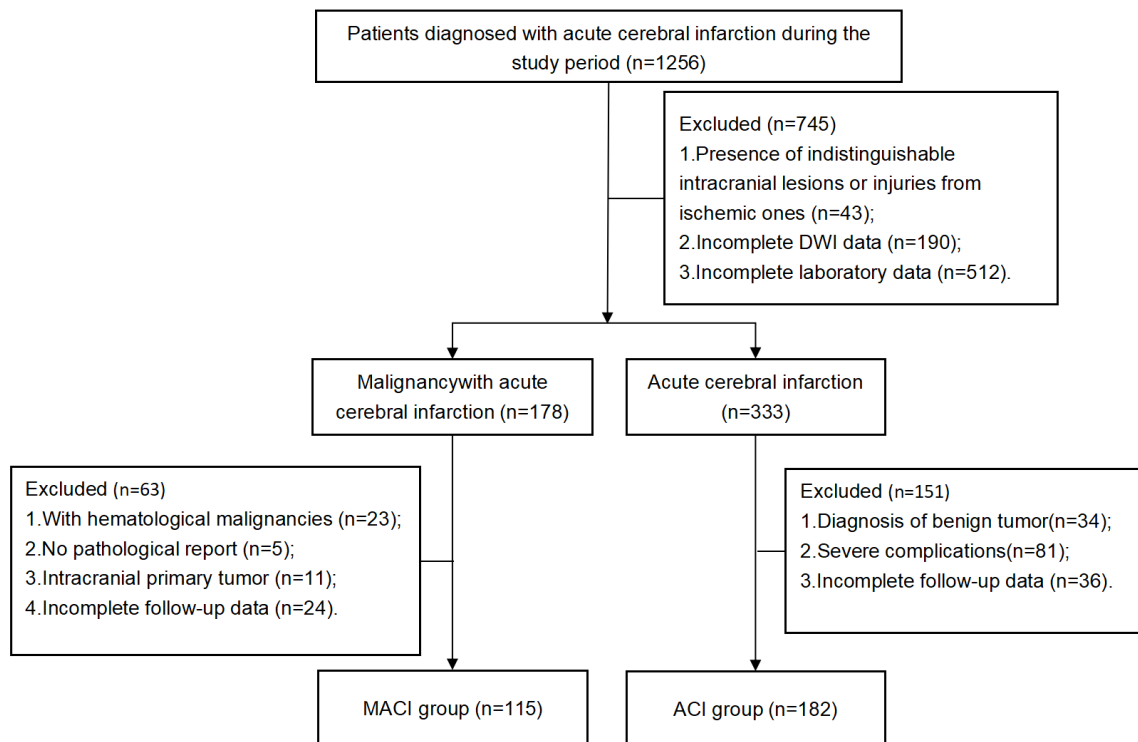 Patients diagnosed with acute cerebral infarction during the
study period (n=1256)
Excluded (n=745)
1.Presence of indistinguishable
intracranial lesions or injuries from
ischemic ones (n=43);
2.Incomplete DWI data (n=190);
3.Incomplete laboratory data (n=512).
Malignancywith acute
cerebral infarction (n=178)
Acute cerebral infarction
(n=333)
Excluded (n=63)
1.With hematological malignancies (n=23);
2.No pathological report (n=5);
3.Intracranial primary tumor (n=11);
4.Incomplete follow-up data (n=24).
Excluded (n=151)
1.Diagnosis of benign tumor(n=34);
2.Severe complications(n=81);
3.Incomplete follow-up data (n=36).
MACI group (n=115)
ACI group (n=182)